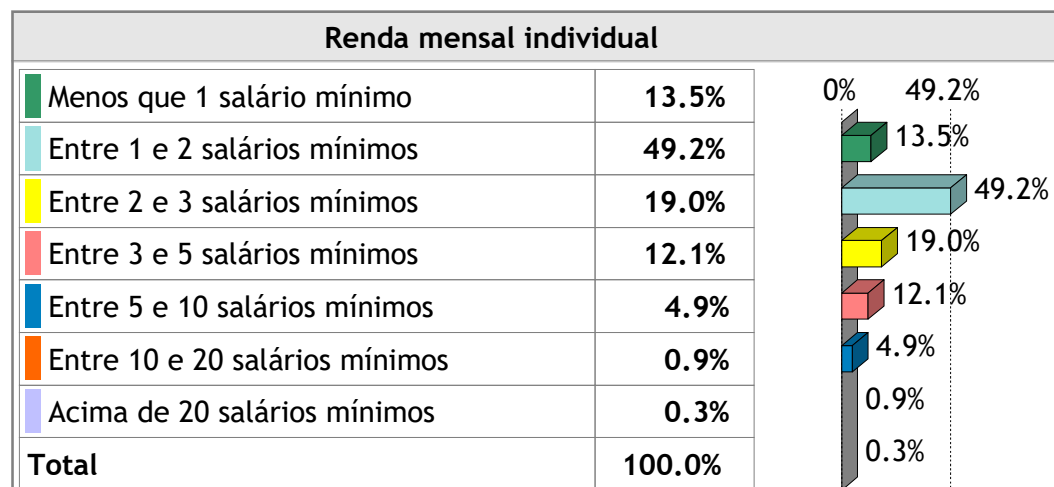 Renda mensal individual
Menos que 1 salário mínimo 13.5%
Entre 1 e 2 salários mínimos 49.2%
Entre 2 e 3 salários mínimos 19.0%
Entre 3 e 5 salários mínimos 12.1%
Entre 5 e 10 salários mínimos 4.9%
Entre 10 e 20 salários mínimos 0.9%
Acima de 20 salários mínimos 0.3%
Total 100.0%
0% 49.2%
13.5%
49.2%
19.0%
12.1%
4.9%
0.9%
0.3%